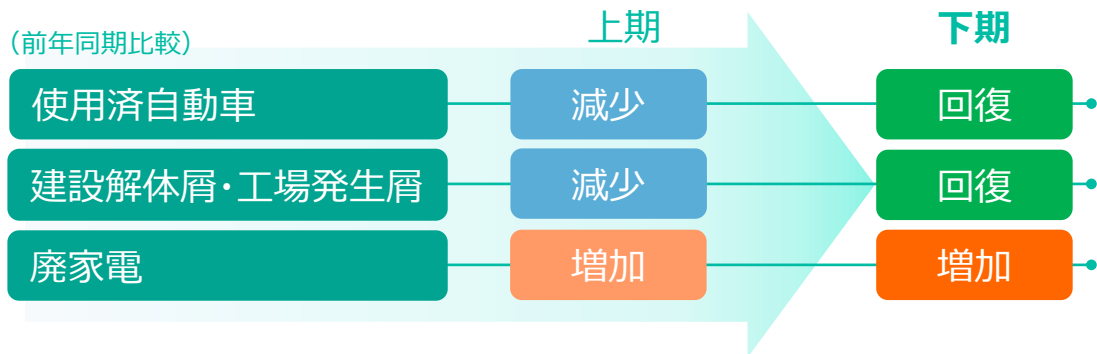 上期 下期
（前年同期比較）
使用済自動車 減少 回復
建設解体屑・工場発生屑 減少 回復
廃家電 増加 増加